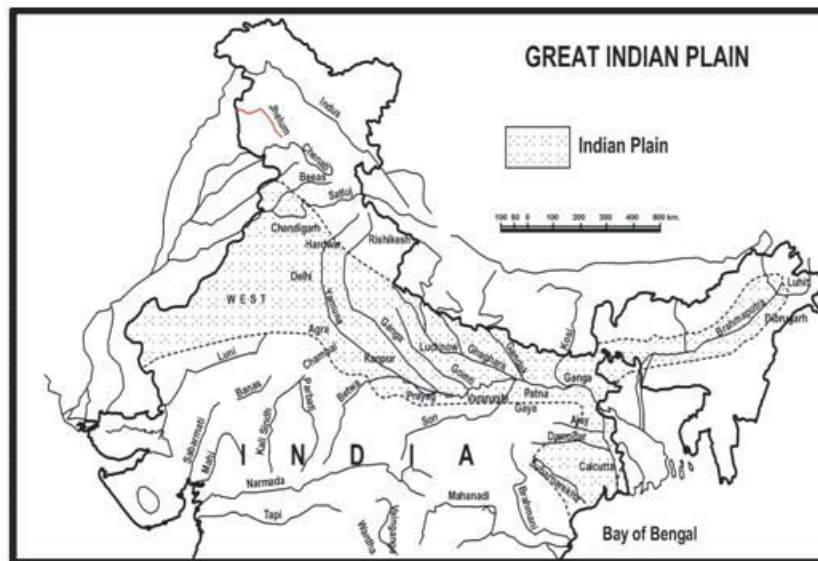 GREAT INDIAN PLAIN
Indian Plain
100 50 0 100 200 300 400 500 km.
Indus
Jhelum
Chenab
Beeas
Satluj
Chandigarh
Hardwar
Rishikesh
Delhi
WEST
Yamuna
Ganga
Agra
Lucknow
Ghaghara
Gandak
Kosi
Brahmaputra
Luhit
Dibrugarh
Luni
Chambal
Kanpur
Gomti
Ganga
Banas
Parbati
Betwa
Prayag
Varanasi
Patna
Gaya
Sabarmati
Mahi
Kali Sindh
Son
Ajay
Damodar
INDIA
Calcutta
Subarnarekha
Narmada
Mahanadi
Brahmani
Tapi
Wardha
Wainganga
Bay of Bengal